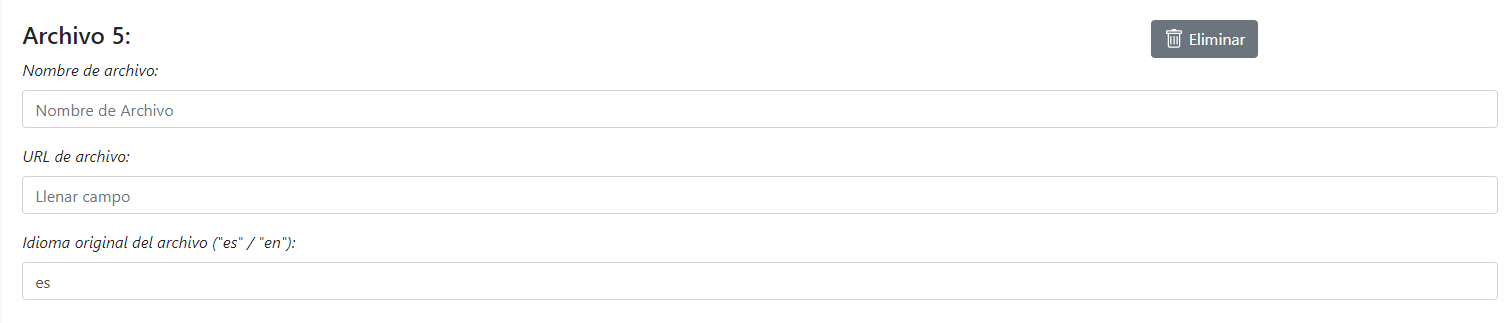 Archivo 5:
Eliminar
Nombre de archivo:
Nombre de Archivo
URL de archivo:
Llenar campo
Idioma original del archivo ("es" / "en"):
es